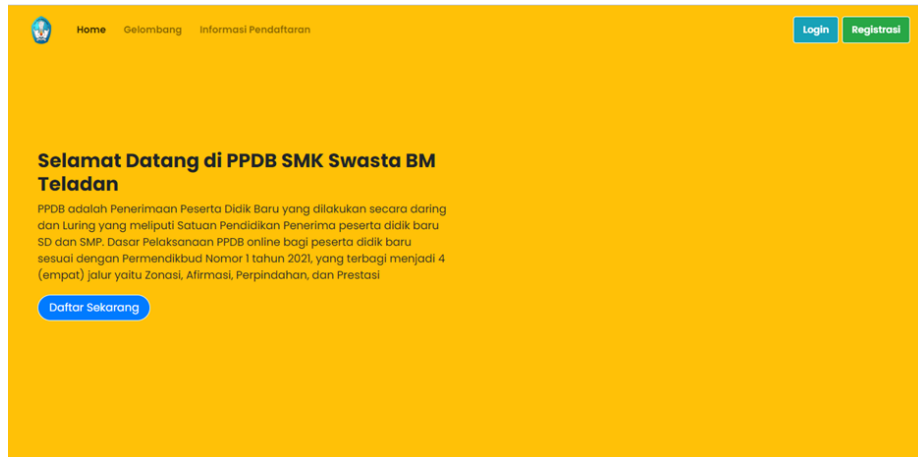 Home Gelombang Informasi Pendaftaran Login Registrasi
Selamat Datang di PPDB SMK Swasta BM
Teladan
PPDB adalah Penerimaan Peserta Didik Baru yang dilakukan secara daring
dan Luring yang meliputi Satuan Pendidikan Penerima peserta didik baru
SD dan SMP. Dasar Pelaksanaan PPDB online bagi peserta didik baru
sesuai dengan Permendikbud Nomor 1 tahun 2021, yang terbagi menjadi 4
(empat) jalur yaitu Zonasi, Afirmasi, Perpindahan, dan Prestasi
Daftar Sekarang